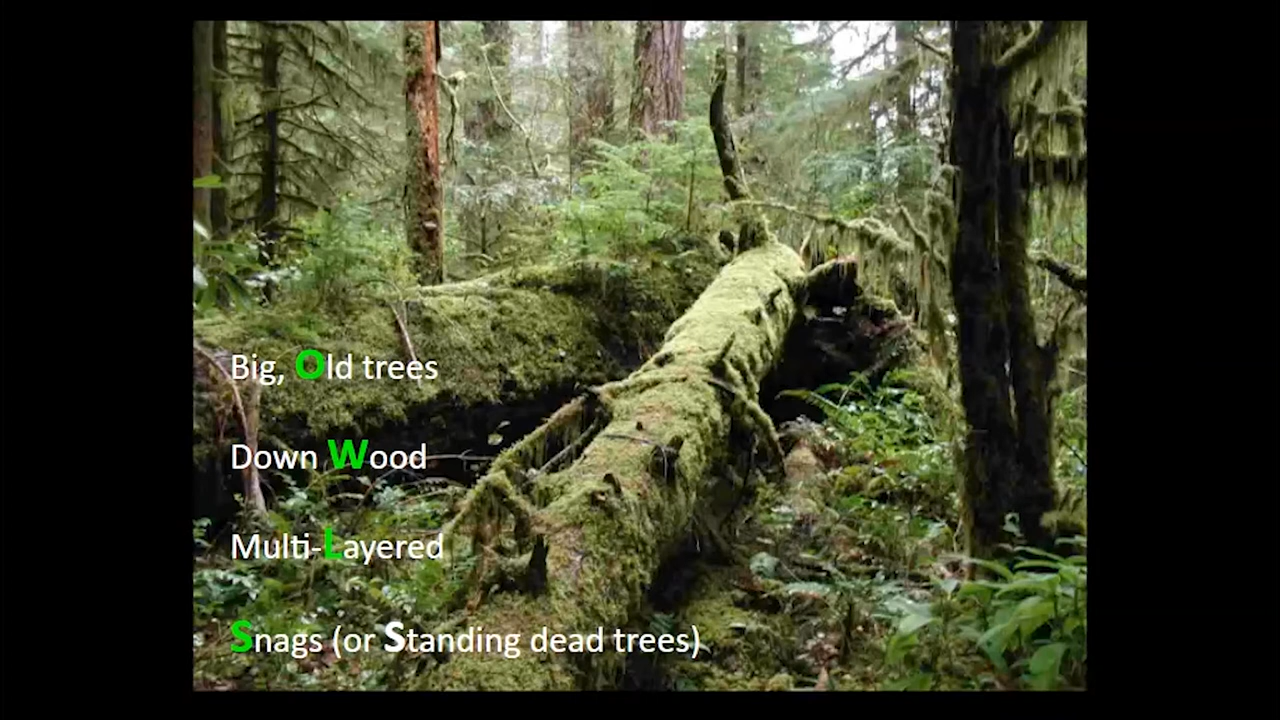 Big, Old trees
Down Wood
Multi-Layered
Snags (or Standing dead trees)